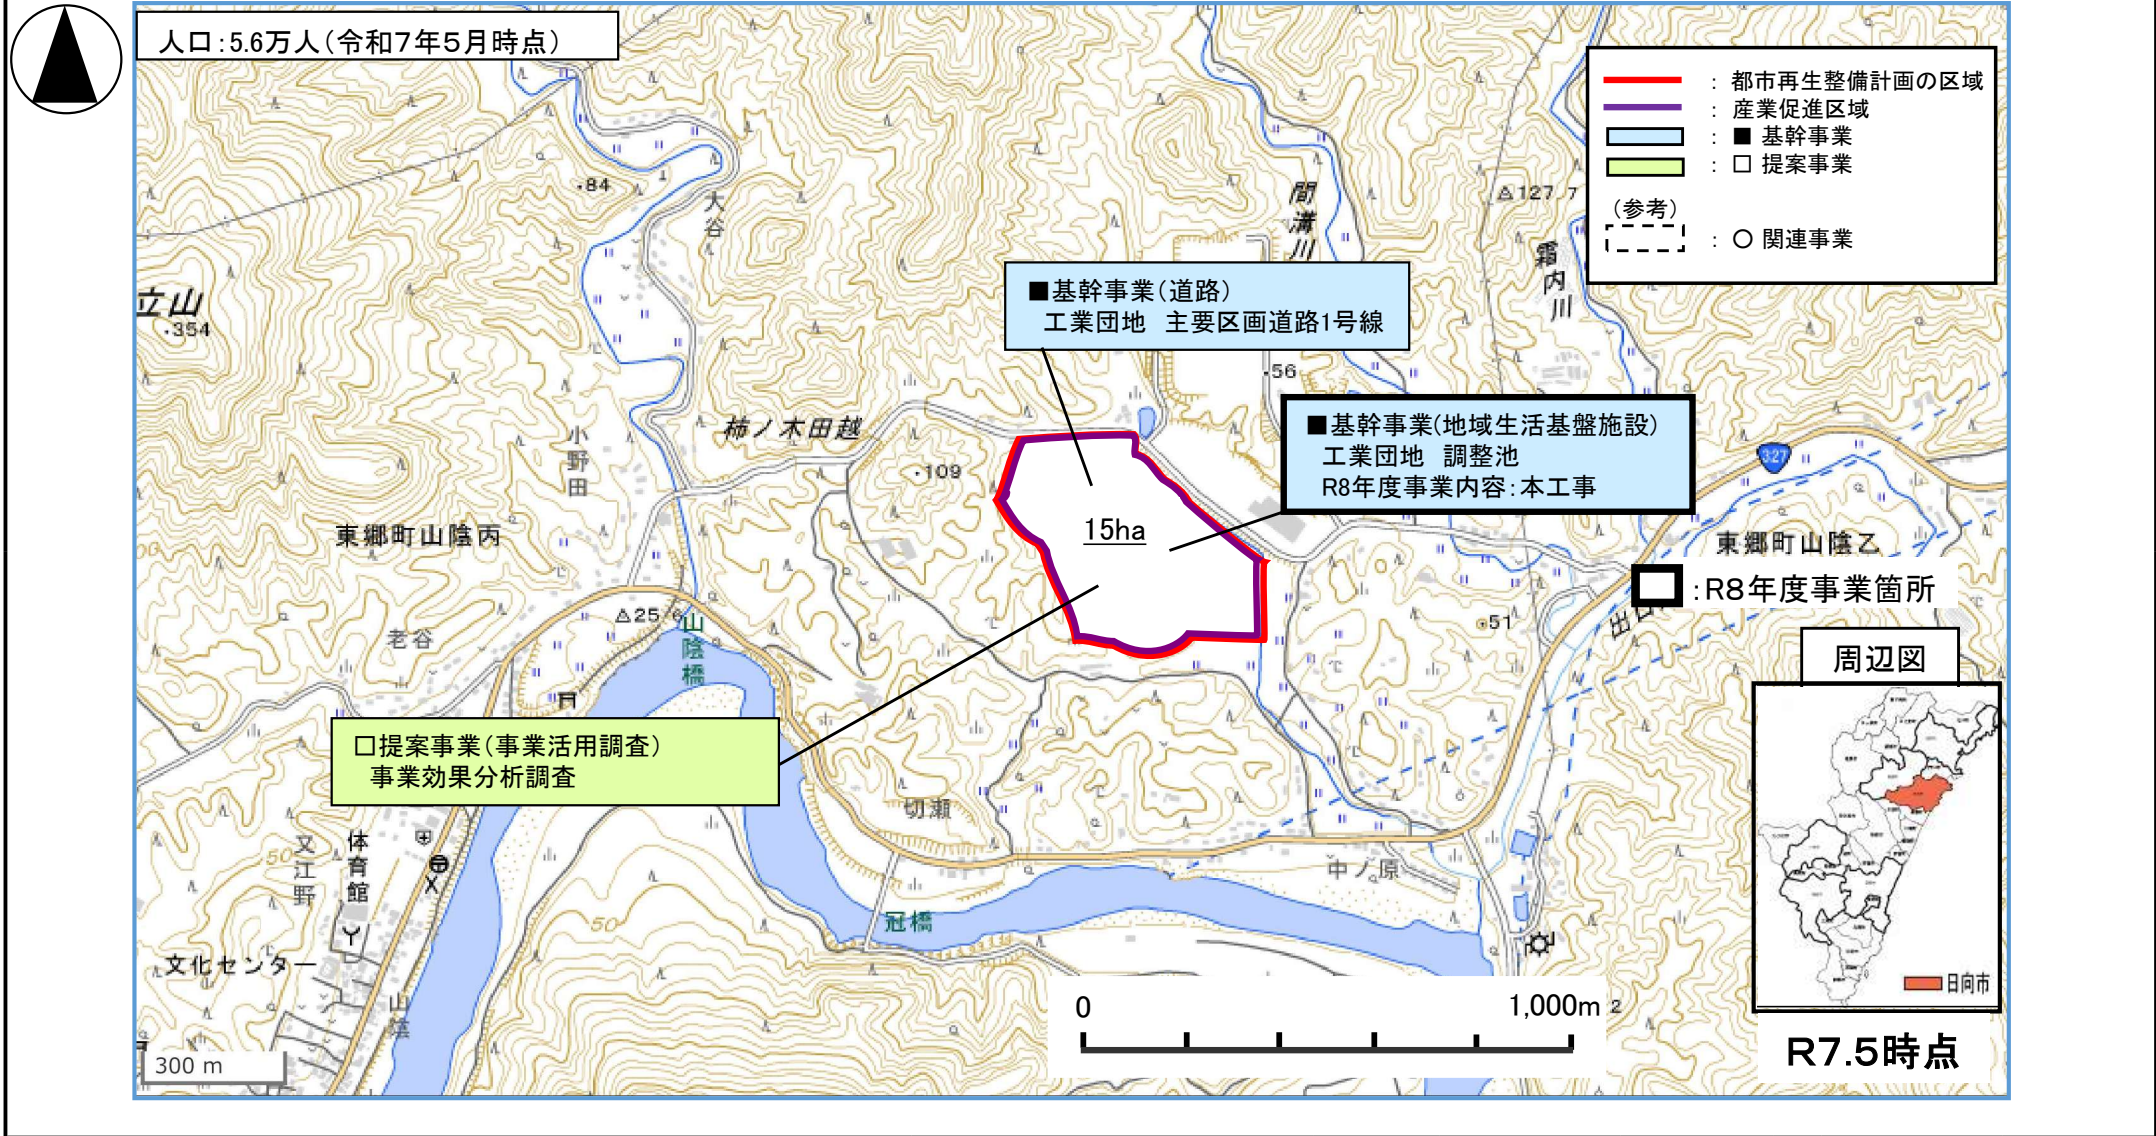 人口：5.6万人（令和７年５月時点）
：都市再生整備計画の区域
：産業促進区域
：■ 基幹事業
：□ 提案事業
（参考）
：○ 関連事業
84
大谷
間溝川
127.7
霜内川
立山
354
■基幹事業（道路）
工業団地　主要区画道路1号線
56
柿ノ木田越
小野田
109
■基幹事業(地域生活基盤施設)
工業団地　調整池
R8年度事業内容：本工事
327
15ha
東郷町山陰丙
東郷町山陰乙
：R8年度事業箇所
25.6
山陰橋
老谷
51
周辺図
□提案事業（事業活用調査）
事業効果分析調査
切瀬
又江野
体育館
50
中ノ原
冠橋
50
文化センター
山陰
日向市
0
1,000m
2
300 m
R7.5時点